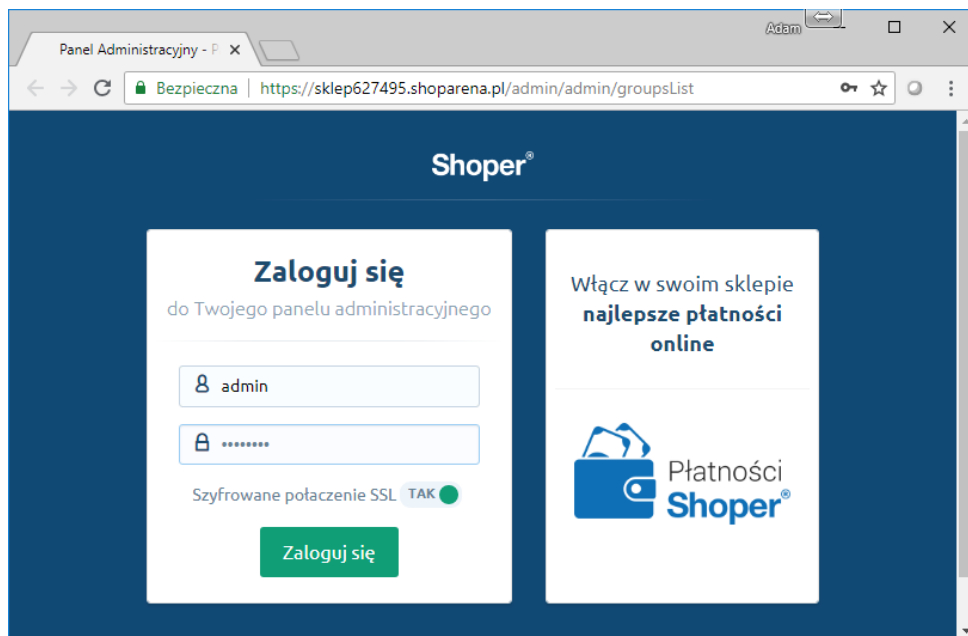 Adam
Panel Administracyjny - P
Bezpieczna
https://sklep627495.shoparena.pl/admin/admin/groupsList
Shoper®
Zaloguj się
do Twojego panelu administracyjnego
admin
••••••••
Szyfrowane połaczenie SSL TAK
Zaloguj się
Włącz w swoim sklepie
najlepsze płatności
online
Płatności
Shoper®